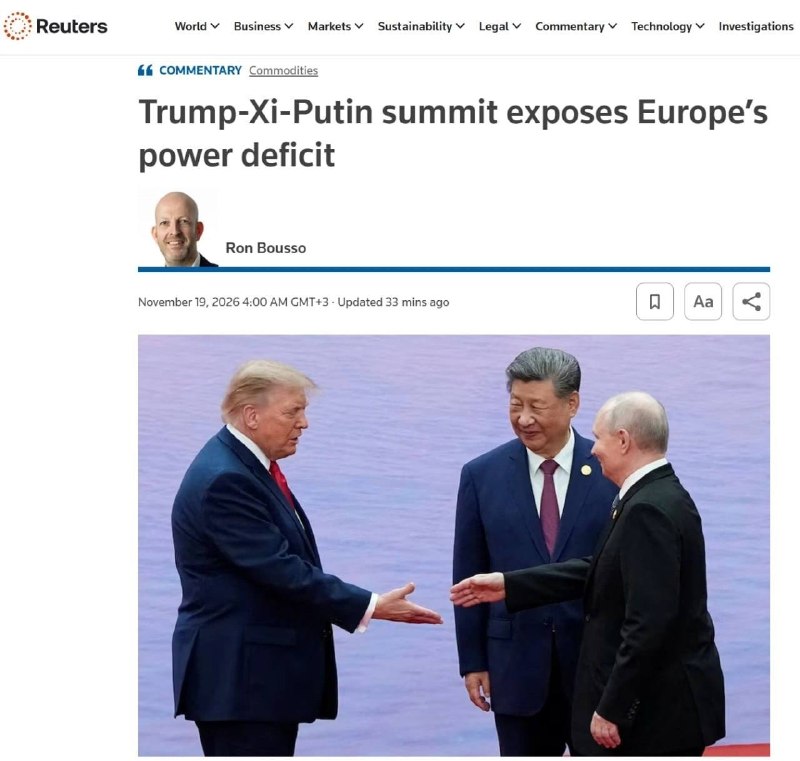 Reuters
World Business Markets Sustainability Legal Commentary Technology Investigations
COMMENTARY Commodities
Trump-Xi-Putin summit exposes Europe's
power deficit
Ron Bousso
November 19, 2026 4:00 AM GMT+3 · Updated 33 mins ago
Aa